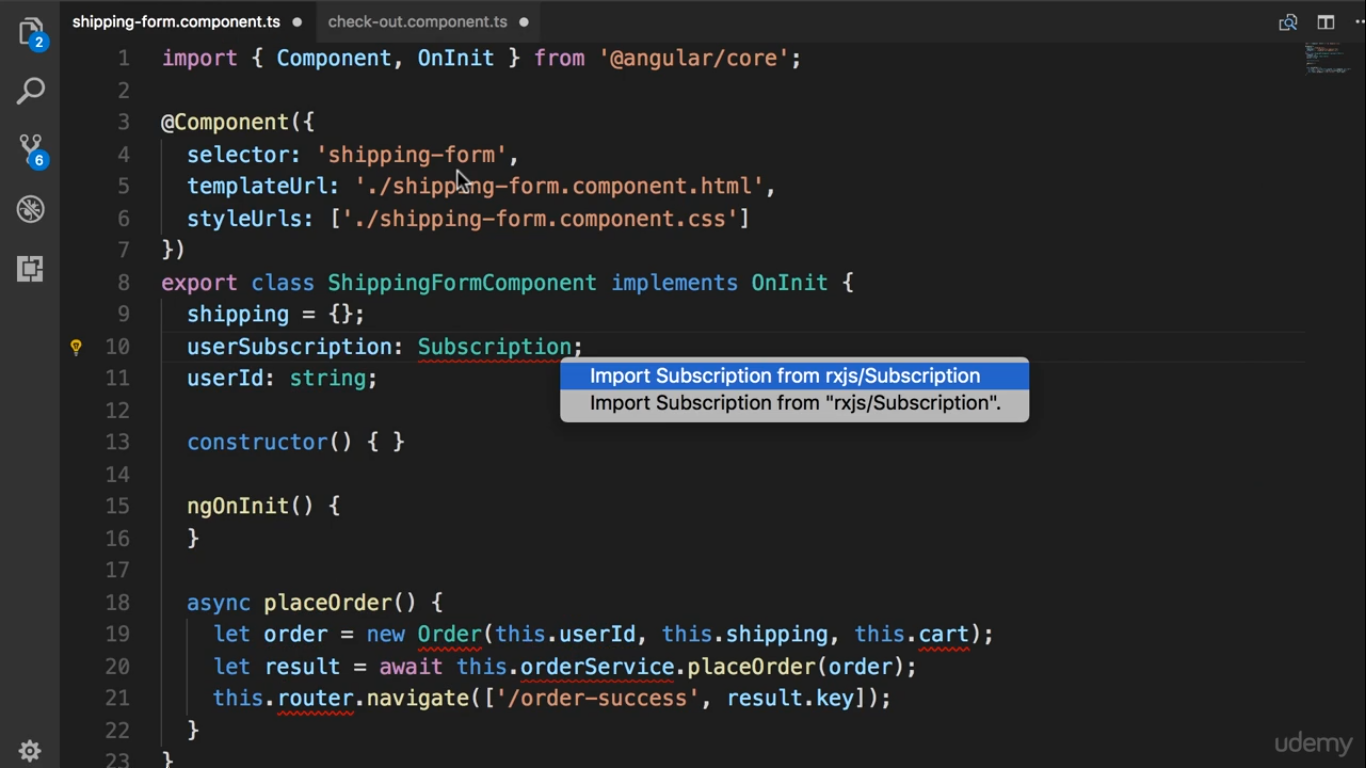 shipping-form.component.ts
check-out.component.ts
2
6
1 import { Component, OnInit } from '@angular/core';
2
3 @Component({
4 selector: 'shipping-form',
5 templateUrl: './shipping-form.component.html',
6 styleUrls: ['./shipping-form.component.css']
7 })
8 export class ShippingFormComponent implements OnInit {
9 shipping = {};
10 userSubscription: Subscription;
Import Subscription from rxjs/Subscription
Import Subscription from "rxjs/Subscription".
11 userId: string;
12
13 constructor() { }
14
15 ngOnInit() {
16 }
17
18 async placeOrder() {
19 let order = new Order(this.userId, this.shipping, this.cart);
20 let result = await this.orderService.placeOrder(order);
21 this.router.navigate(['/order-success', result.key]);
22 }
23 }
udemy